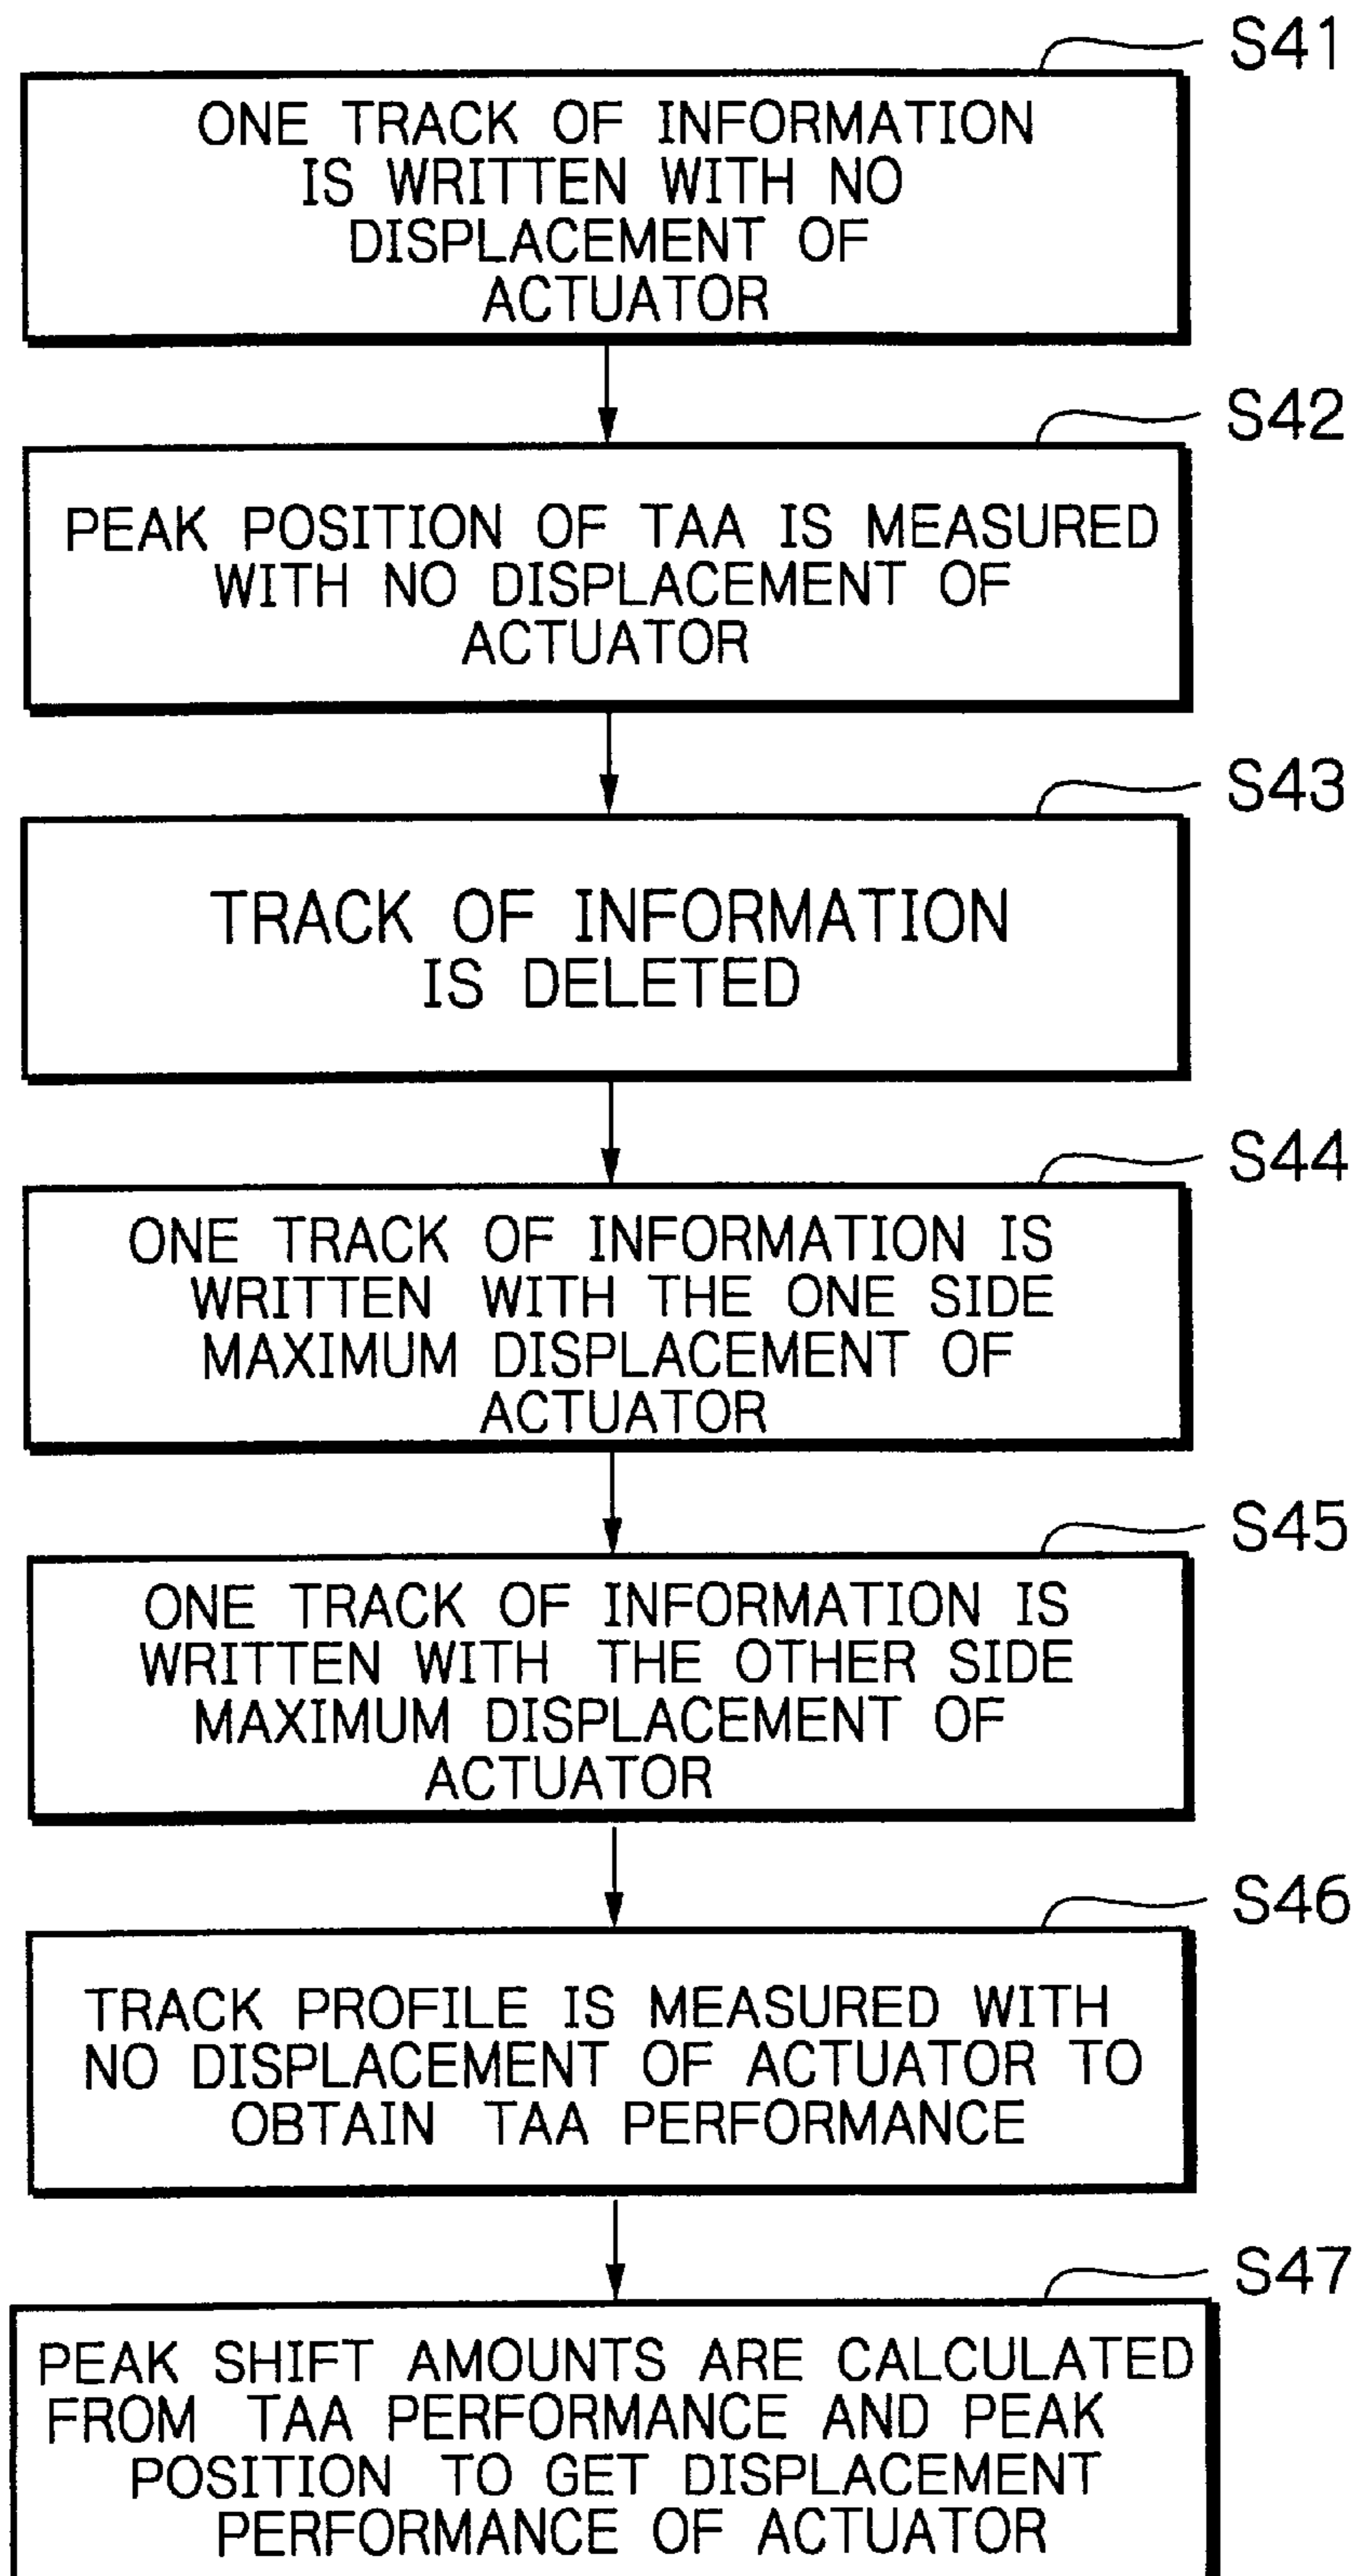 S41
ONE TRACK OF INFORMATION
IS WRITTEN WITH NO
DISPLACEMENT OF
ACTUATOR
S42
PEAK POSITION OF TAA IS MEASURED
WITH NO DISPLACEMENT OF
ACTUATOR
S43
TRACK OF INFORMATION
IS DELETED
S44
ONE TRACK OF INFORMATION IS
WRITTEN WITH THE ONE SIDE
MAXIMUM DISPLACEMENT OF
ACTUATOR
S45
ONE TRACK OF INFORMATION IS
WRITTEN WITH THE OTHER SIDE
MAXIMUM DISPLACEMENT OF
ACTUATOR
S46
TRACK PROFILE IS MEASURED WITH
NO DISPLACEMENT OF ACTUATOR TO
OBTAIN TAA PERFORMANCE
S47
PEAK SHIFT AMOUNTS ARE CALCULATED
FROM TAA PERFORMANCE AND PEAK
POSITION TO GET DISPLACEMENT
PERFORMANCE OF ACTUATOR